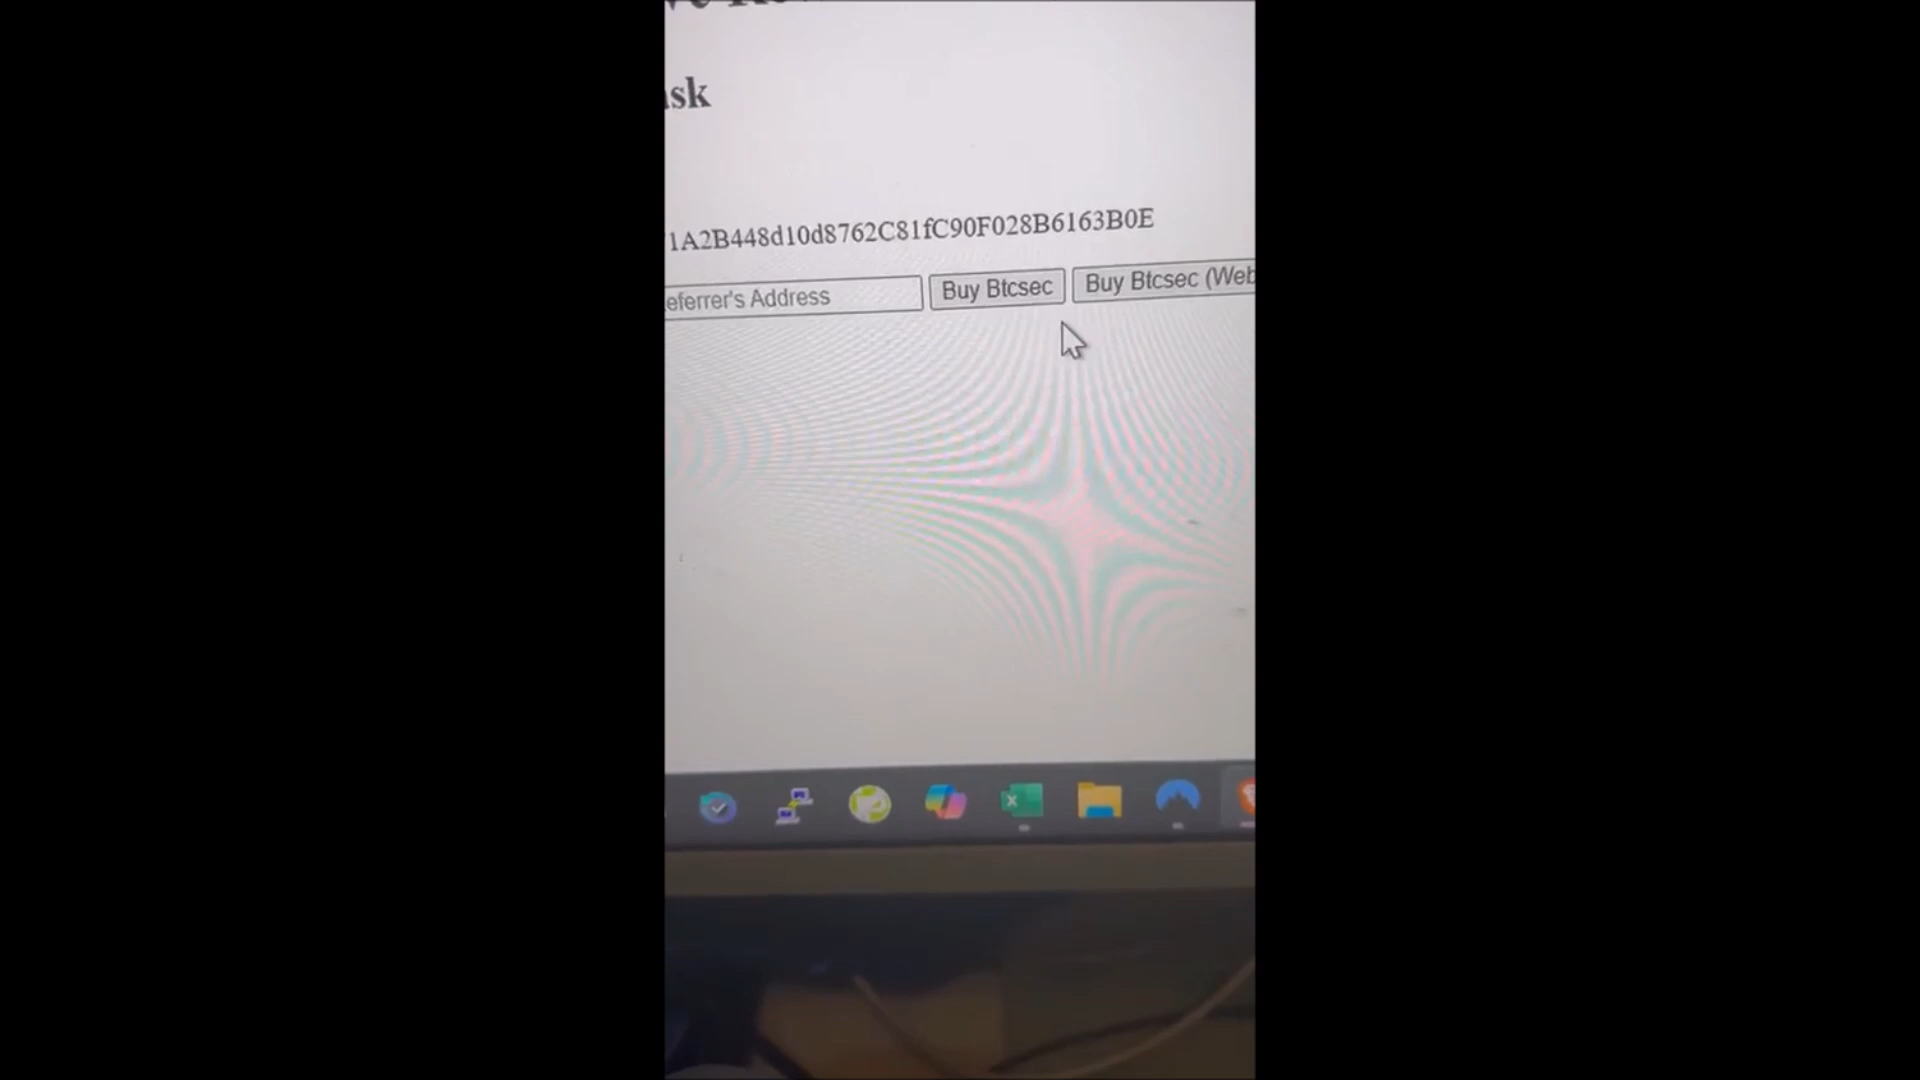 sk
1A2B448d10d8762C81fC90F028B6163B0E
eferrer's Address
Buy Btcsec
Buy Btcsec (Web